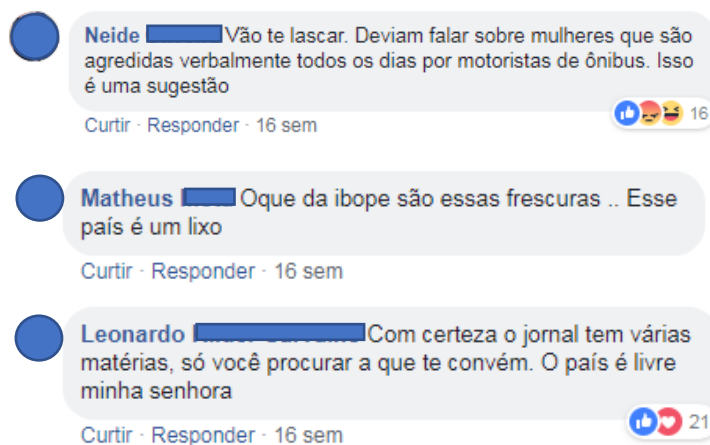 Neide Vão te lascar. Deviam falar sobre mulheres que são
agredidas verbalmente todos os dias por motoristas de ônibus. Isso
é uma sugestão
16
Curtir · Responder · 16 sem
Matheus Oque da ibope são essas frescuras .. Esse
país é um lixo
Curtir · Responder · 16 sem
Leonardo Com certeza o jornal tem várias
matérias, só você procurar a que te convém. O país é livre
minha senhora
21
Curtir · Responder · 16 sem